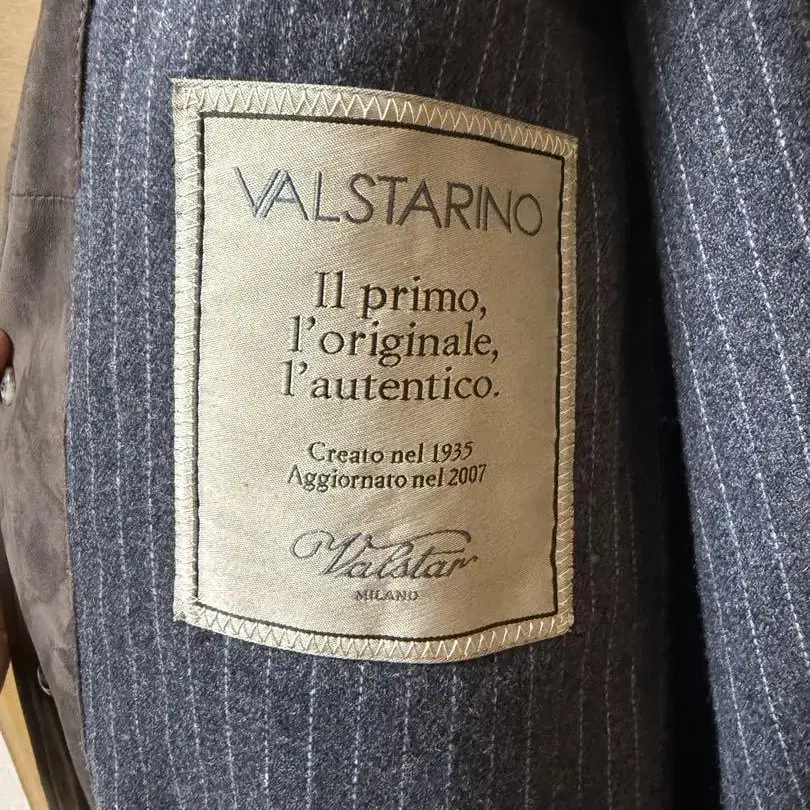 VALSTARINO
Il primo,
l'originale,
l'autentico.
Creato nel 1935
Aggiornato nel 2007
Valstar
MILANO